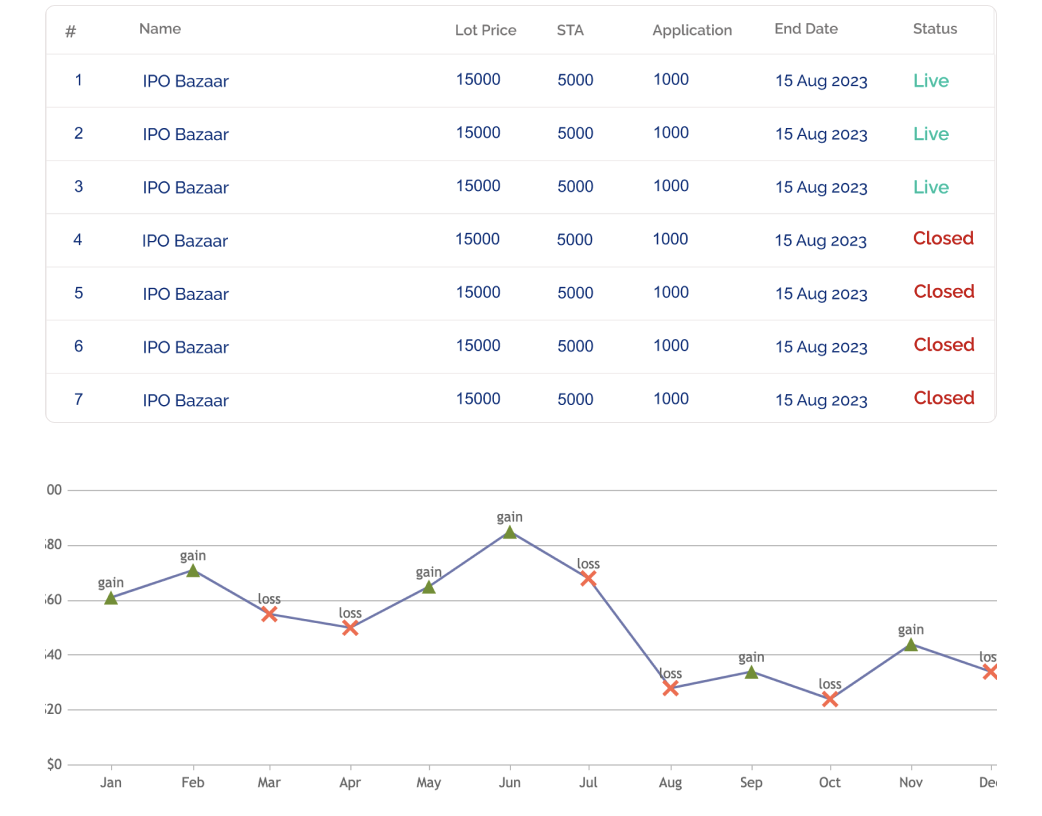 # Name Lot Price STA Application End Date Status
1 IPO Bazaar 15000 5000 1000 15 Aug 2023 Live
2 IPO Bazaar 15000 5000 1000 15 Aug 2023 Live
3 IPO Bazaar 15000 5000 1000 15 Aug 2023 Live
4 IPO Bazaar 15000 5000 1000 15 Aug 2023 Closed
5 IPO Bazaar 15000 5000 1000 15 Aug 2023 Closed
6 IPO Bazaar 15000 5000 1000 15 Aug 2023 Closed
7 IPO Bazaar 15000 5000 1000 15 Aug 2023 Closed
00
gain
$80
gain
loss
gain
gain
$60
loss
loss
gain
$40
gain
los
loss
loss
$20
$0
Jan Feb Mar Apr May Jun Jul Aug Sep Oct Nov De